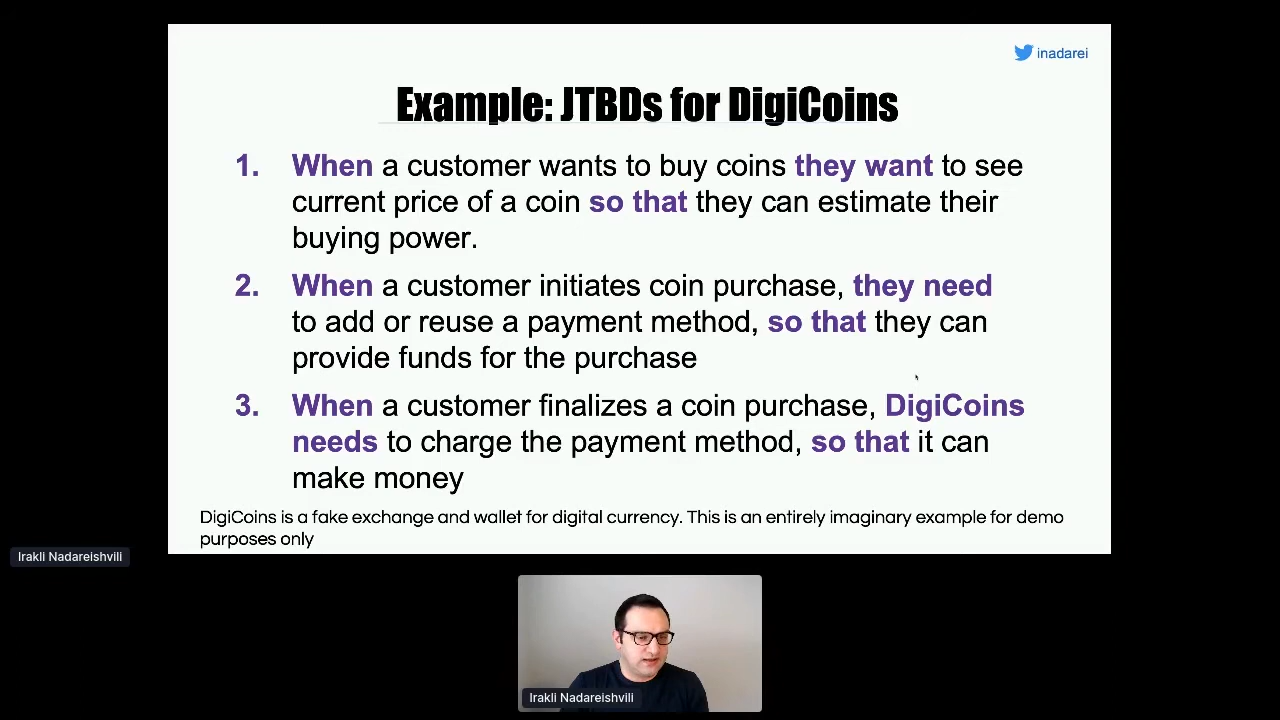 inadarei
Example: JTBDs for DigiCoins
1. When a customer wants to buy coins they want to see
current price of a coin so that they can estimate their
buying power.
2. When a customer initiates coin purchase, they need
to add or reuse a payment method, so that they can
provide funds for the purchase
3. When a customer finalizes a coin purchase, DigiCoins
needs to charge the payment method, so that it can
make money
DigiCoins is a fake exchange and wallet for digital currency. This is an entirely imaginary example for demo
purposes only
Irakli Nadareishvili
Irakli Nadareishvili